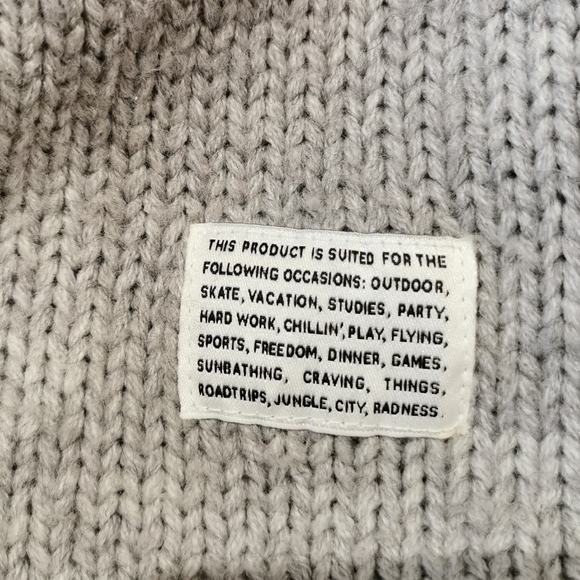 THIS PRODUCT IS SUITED FOR THE
FOLLOWING OCCASIONS: OUTDOOR,
SKATE, VACATION, STUDIES, PARTY,
HARD WORK, CHILLIN', PLAY, FLYING,
SPORTS, FREEDOM, DINNER, GAMES,
SUNBATHING, CRAVING, THINGS,
ROADTRIPS, JUNGLE, CITY, RADNESS.